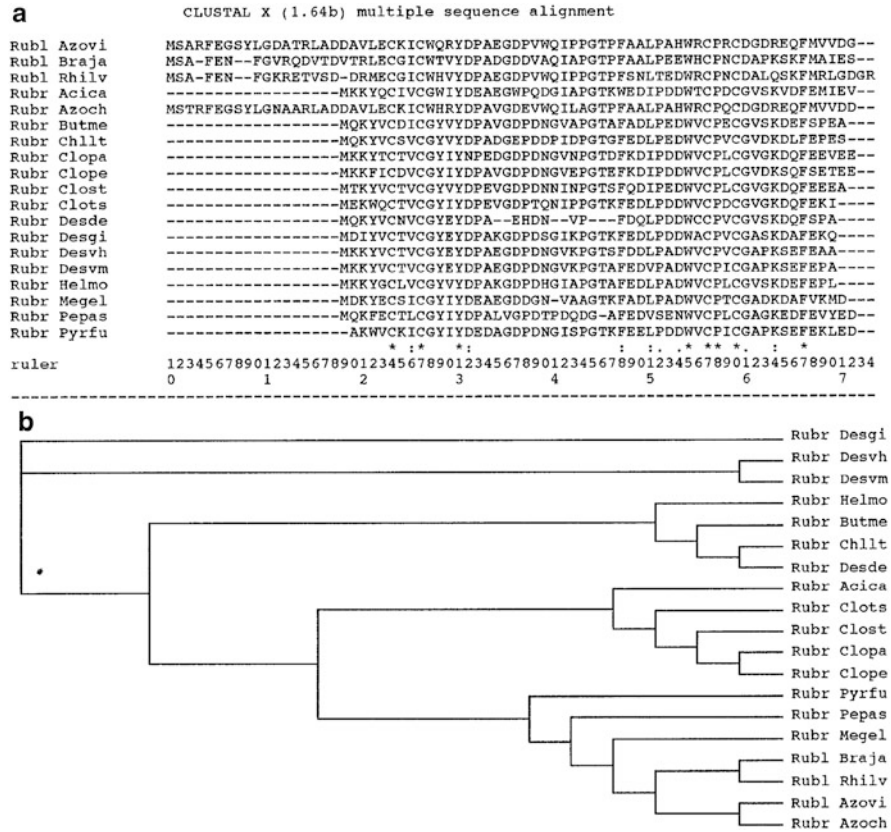 a
CLUSTAL X (1.64b) multiple sequence alignment
Rubl Azovi MSARFEGSYLGDATRLADDAVLECKICWQRYDPAEGDPVWQIPPGTPFAALPAHWRCPRCDGDREQFMVVDG--
Rubl Braja MSA-FEN--FGVRQDVTDVTRLECGICWTVYDPADGDDVAQIAPGTPFAALPEEWHCPNCDAPKSKFMAIES--
Rubl Rhilv MSA-FEN--FGKRETVSD-DRMECGICWHVYDPAEGDPVWQIPPGTPFSNLTEDWRCPNCDALQSKFMRLGDGR
Rubr Acica -------------------MKKYQCIVCGWIYDEAEGWPQDGIAPGTKWEDIPDDWTCPDCGVSKVDFEMIEV-
Rubr Azoch MSTRFEGSYLGNAARLADDAVLECKICWHRYDPAVGDEVWQILAGTPFAALPAHWRCPQCDGDREQFMVVDD--
Rubr Butme ------------------MQKYVCDICGYVYDPAVGDPDNGVAPGTAFADLPEDWVCPECGVSKDEFSPEA---
Rubr Chllt ------------------MQKYVCSVCGYVYDPADGEPDDPIDPGTGFEDLPEDWVCPVCGVDKDLFEPES---
Rubr Clopa ------------------MKKYTCTVCGYIYNPEDGDPDNGVNPGTDFKDIPDDWVCPLCGVGKDQFEEVEE--
Rubr Clope ------------------MKKFICDVCGYIYDPAVGDPDNGVEPGTEFKDIPDDWVCPLCGVDKSQFSETEE--
Rubr Clost ------------------MTKYVCTVCGYVYDPEVGDPDNNINPGTSFQDIPEDWVCPLCGVGKDQFEEEA---
Rubr Clots ------------------MEKWQCTVCGYIYDPEVGDPTQNIPPGTKFEDLPDDWVCPDCGVGKDQFEKI----
Rubr Desde ------------------MQKYVCNVCGYEYDPA--EHDN--VP---FDQLPDDWCCPVCGVSKDQFSPA----
Rubr Desgi ------------------MDIYVCTVCGYEYDPAKGDPDSGIKPGTKFEDLPDDWACPVCGASKDAFEKQ----
Rubr Desvh ------------------MKKYVCTVCGYEYDPAEGDPDNGVKPGTSFDDLPADWVCPVCGAPKSEFEAA----
Rubr Desvm ------------------MKKYVCTVCGYEYDPAEGDPDNGVKPGTAFEDVPADWVCPICGAPKSEFEPA----
Rubr Helmo ------------------MKKYGCLVCGYVYDPAKGDPDHGIAPGTAFEDLPADWVCPLCGVSKDEFEPL----
Rubr Megel ------------------MDKYECSICGYIYDEAEGDDGN-VAAGTKFADLPADWVCPTCGADKDAFVKMD---
Rubr Pepas ------------------MQKFECTLCGYIYDPALVGPDTPDQDG-AFEDVSENWVCPLCGAGKEDFEVYED--
Rubr Pyrfu -------------------AKWVCKICGYIYDEDAGDPDNGISPGTKFEELPDDWVCPICGAPKSEFEKLED--
* :* *: : :. .* ** *. : *
ruler 12345678901234567890123456789012345678901234567890123456789012345678901234
0 1 2 3 4 5 6 7
b
Rubr Desgi
Rubr Desvh
Rubr Desvm
Rubr Helmo
Rubr Butme
Rubr Chllt
Rubr Desde
Rubr Acica
Rubr Clots
Rubr Clost
Rubr Clopa
Rubr Clope
Rubr Pyrfu
Rubr Pepas
Rubr Megel
Rubl Braja
Rubl Rhilv
Rubl Azovi
Rubr Azoch